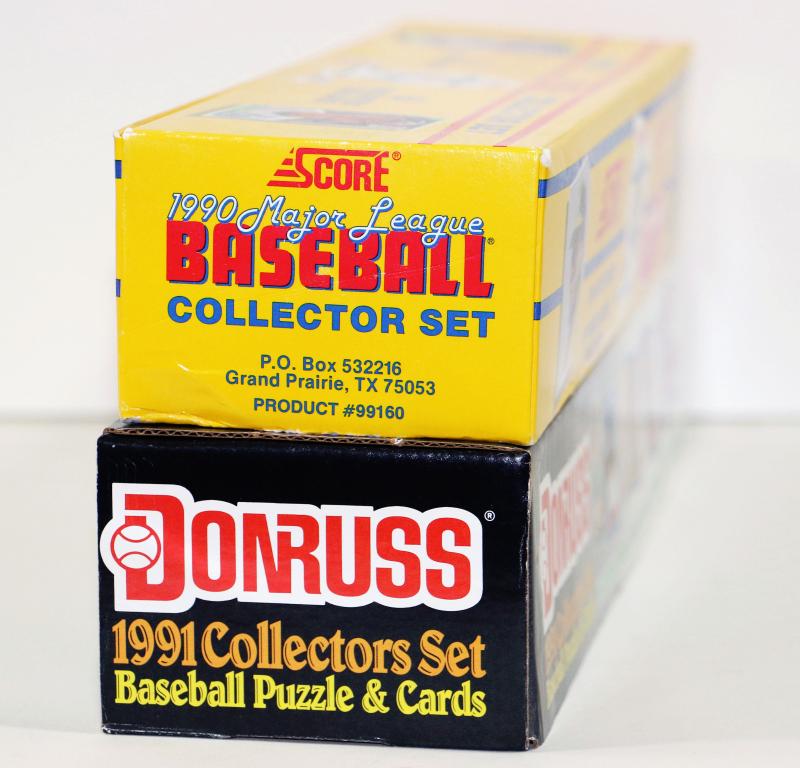 SCORE®
1990 Major League
BASEBALL®
COLLECTOR SET
P.O. Box 532216
Grand Prairie, TX 75053
PRODUCT #99160
DONRUSS®
1991 Collectors Set
Baseball Puzzle & Cards
DONRUSS